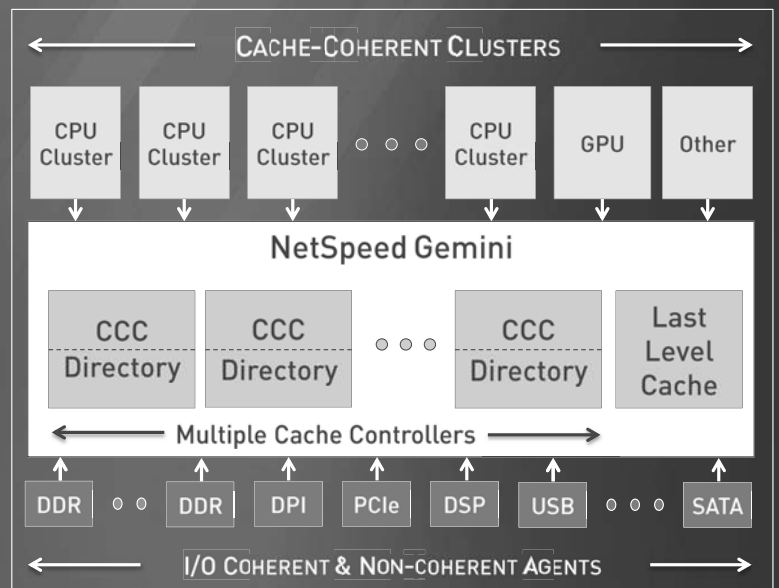 CACHE-COHERENT CLUSTERS
CPU
Cluster
CPU
Cluster
CPU
Cluster
CPU
Cluster
GPU
Other
NetSpeed Gemini
CCC
Directory
CCC
Directory
CCC
Directory
Last
Level
Cache
Multiple Cache Controllers
DDR
DDR
DPI
PCIe
DSP
USB
SATA
I/O COHERENT & NON-COHERENT AGENTS